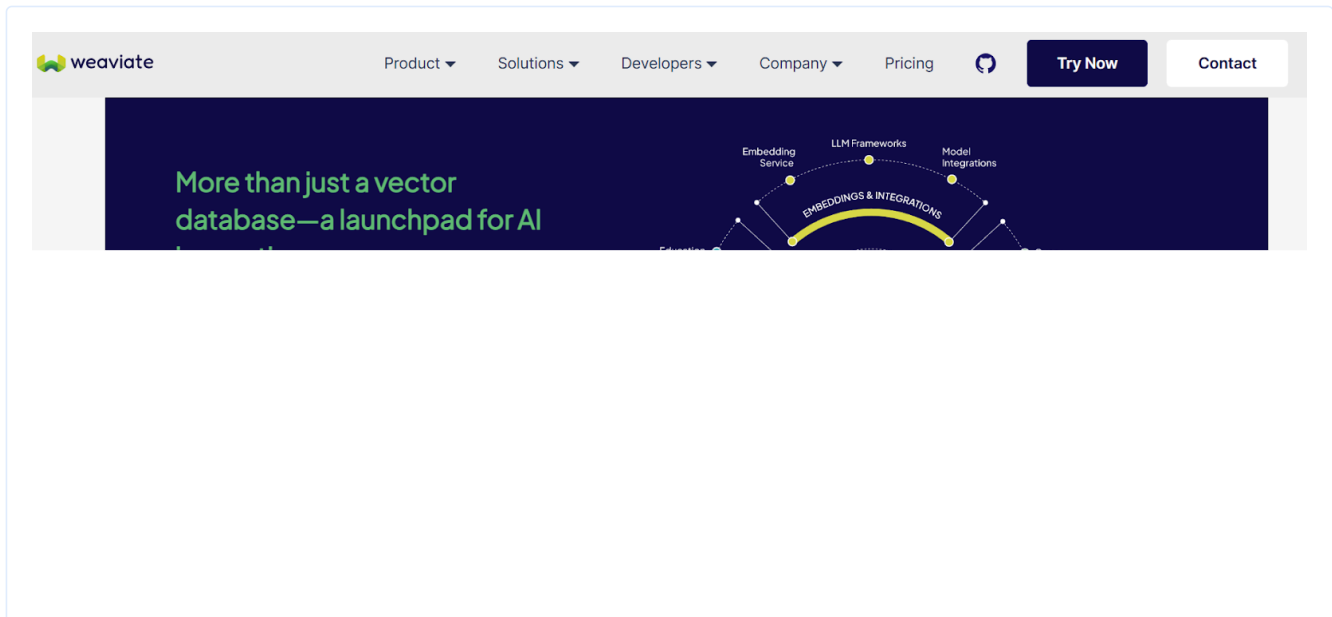 weaviate
Product
Solutions
Developers
Company
Pricing
Try Now
Contact
More than just a vector
database—a launchpad for AI
Embedding
Service
LLM Frameworks
Model
Integrations
EMBEDDINGS & INTEGRATIONS